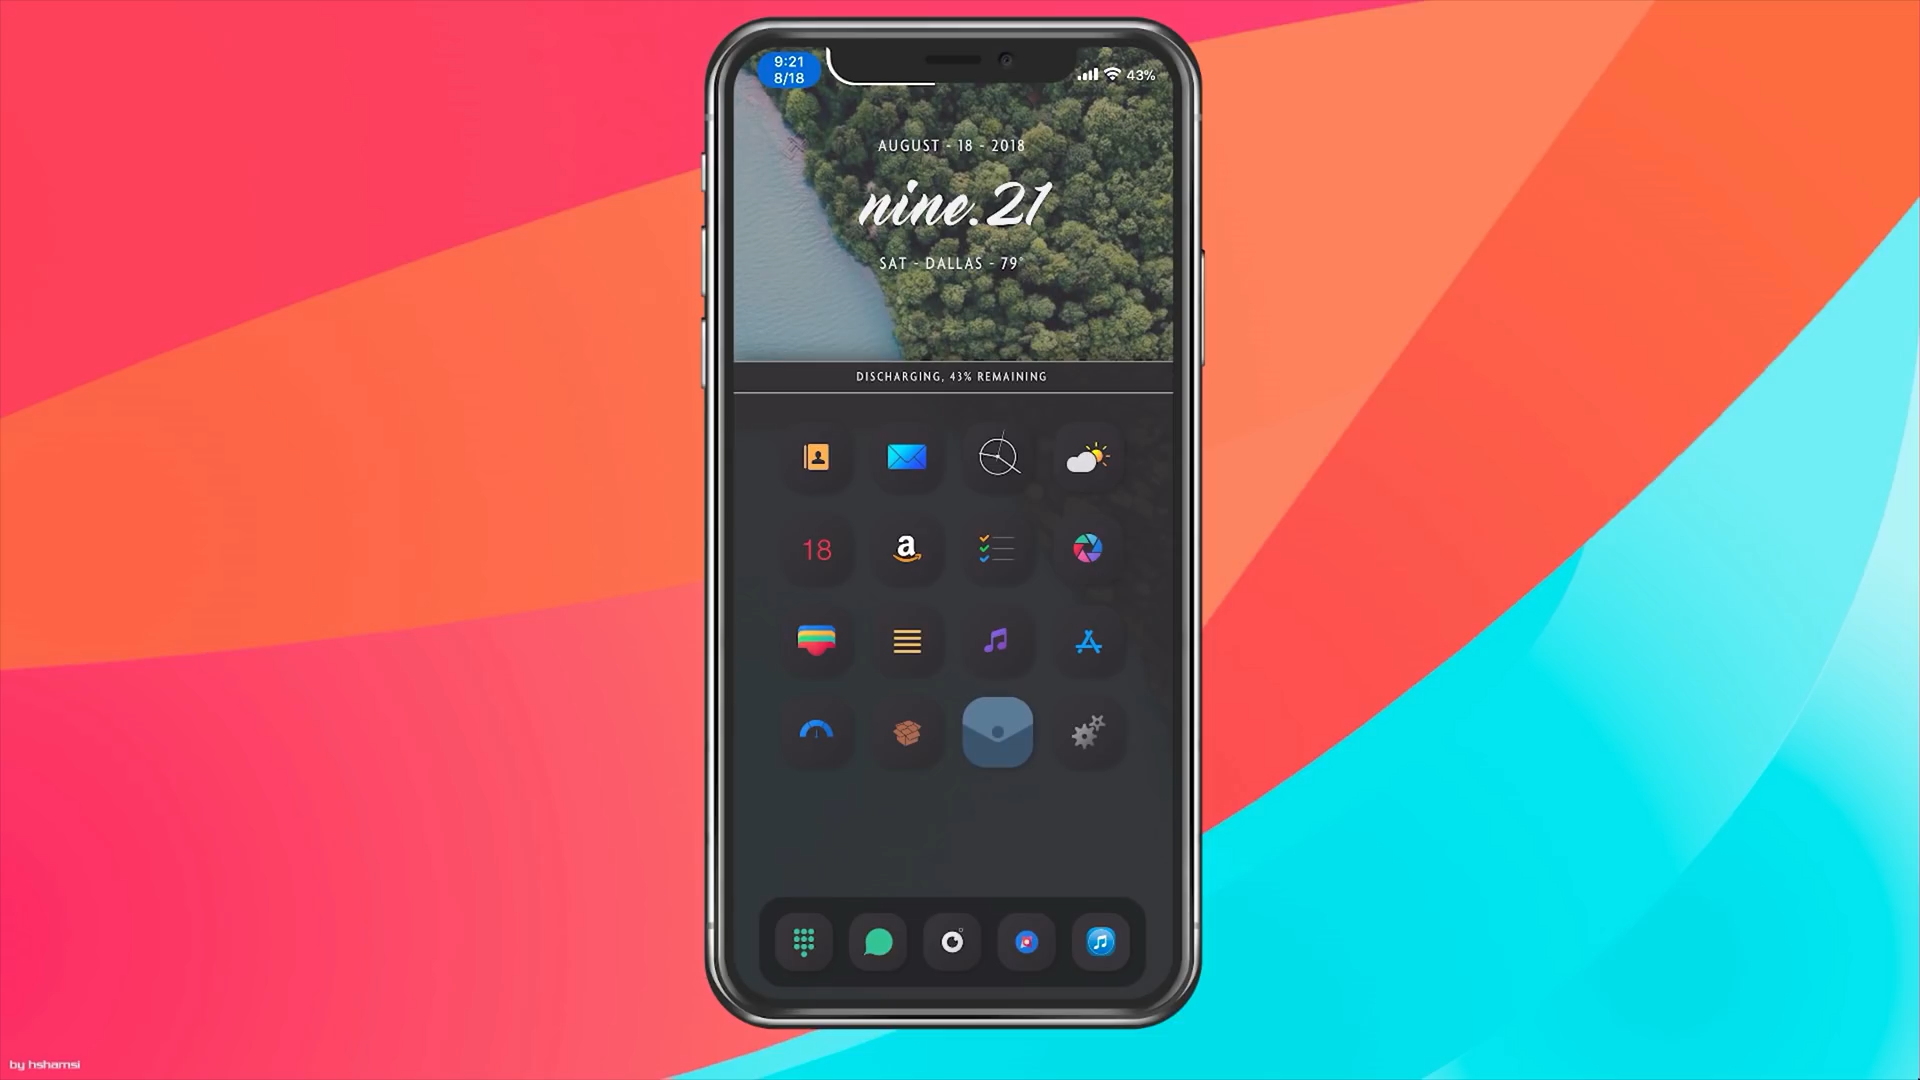 9:21
8/18
43%
AUGUST - 18 - 2018
nine.21
SAT - DALLAS - 79°
DISCHARGING, 43% REMAINING
18
a
by hshamsi